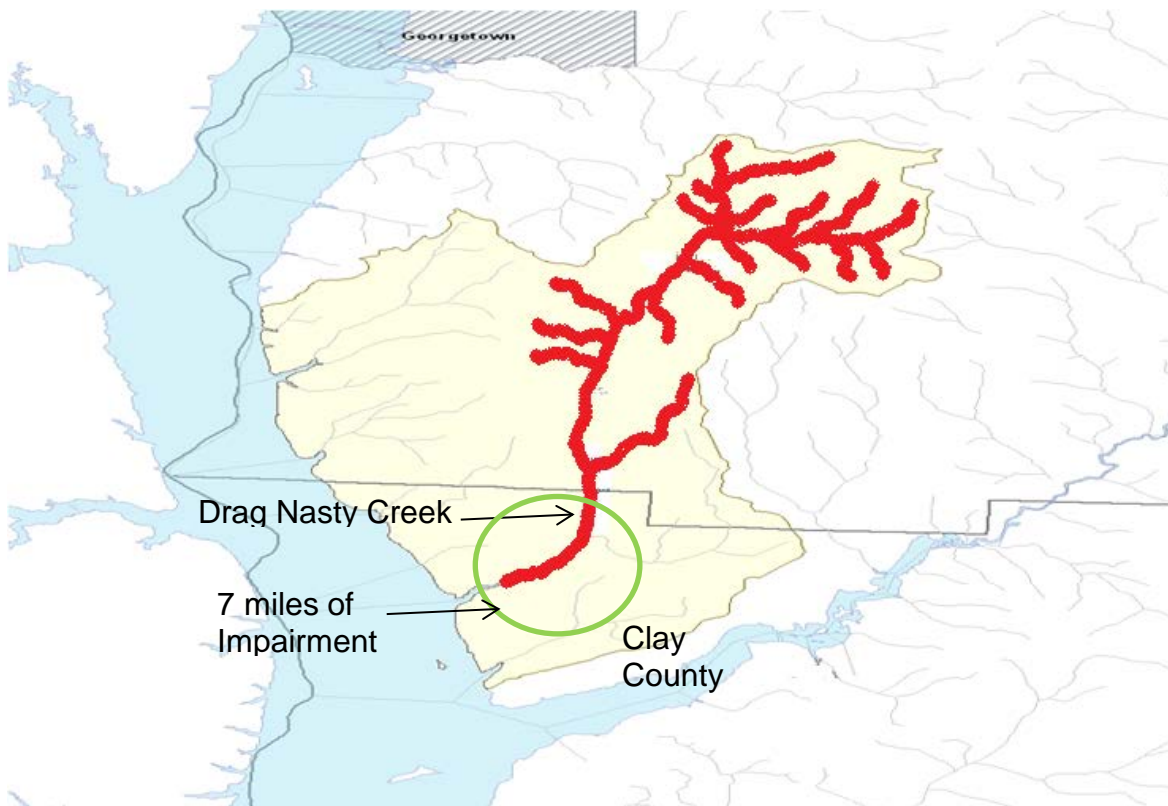 Georgetown
Drag Nasty Creek
7 miles of
Impairment
Clay
County